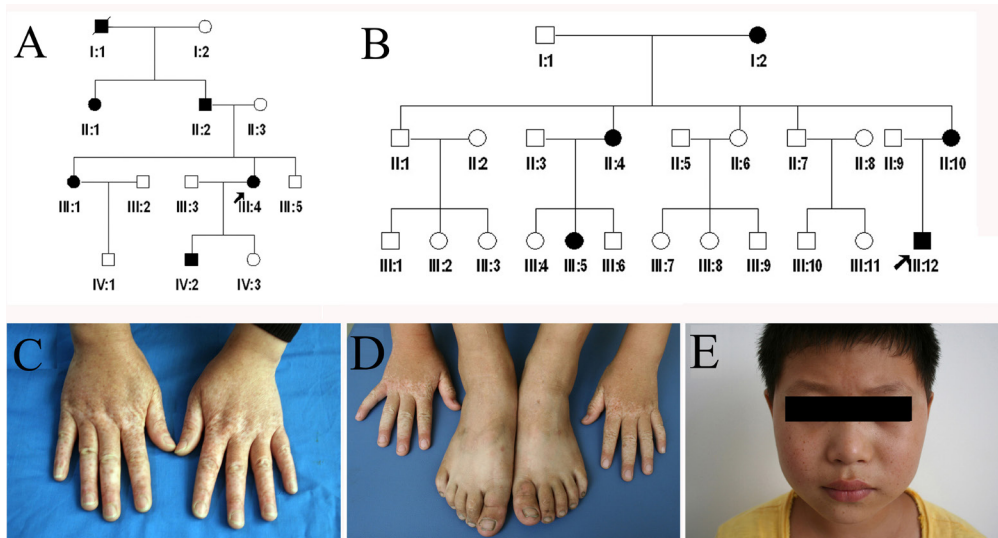 A
I:1
I:2
II:1
II:2
II:3
III:1
III:2
III:3
III:4
III:5
IV:1
IV:2
IV:3
B
I:1
I:2
II:1
II:2
II:3
II:4
II:5
II:6
II:7
II:8
II:9
II:10
III:1
III:2
III:3
III:4
III:5
III:6
III:7
III:8
III:9
III:10
III:11
III:12
C
D
E